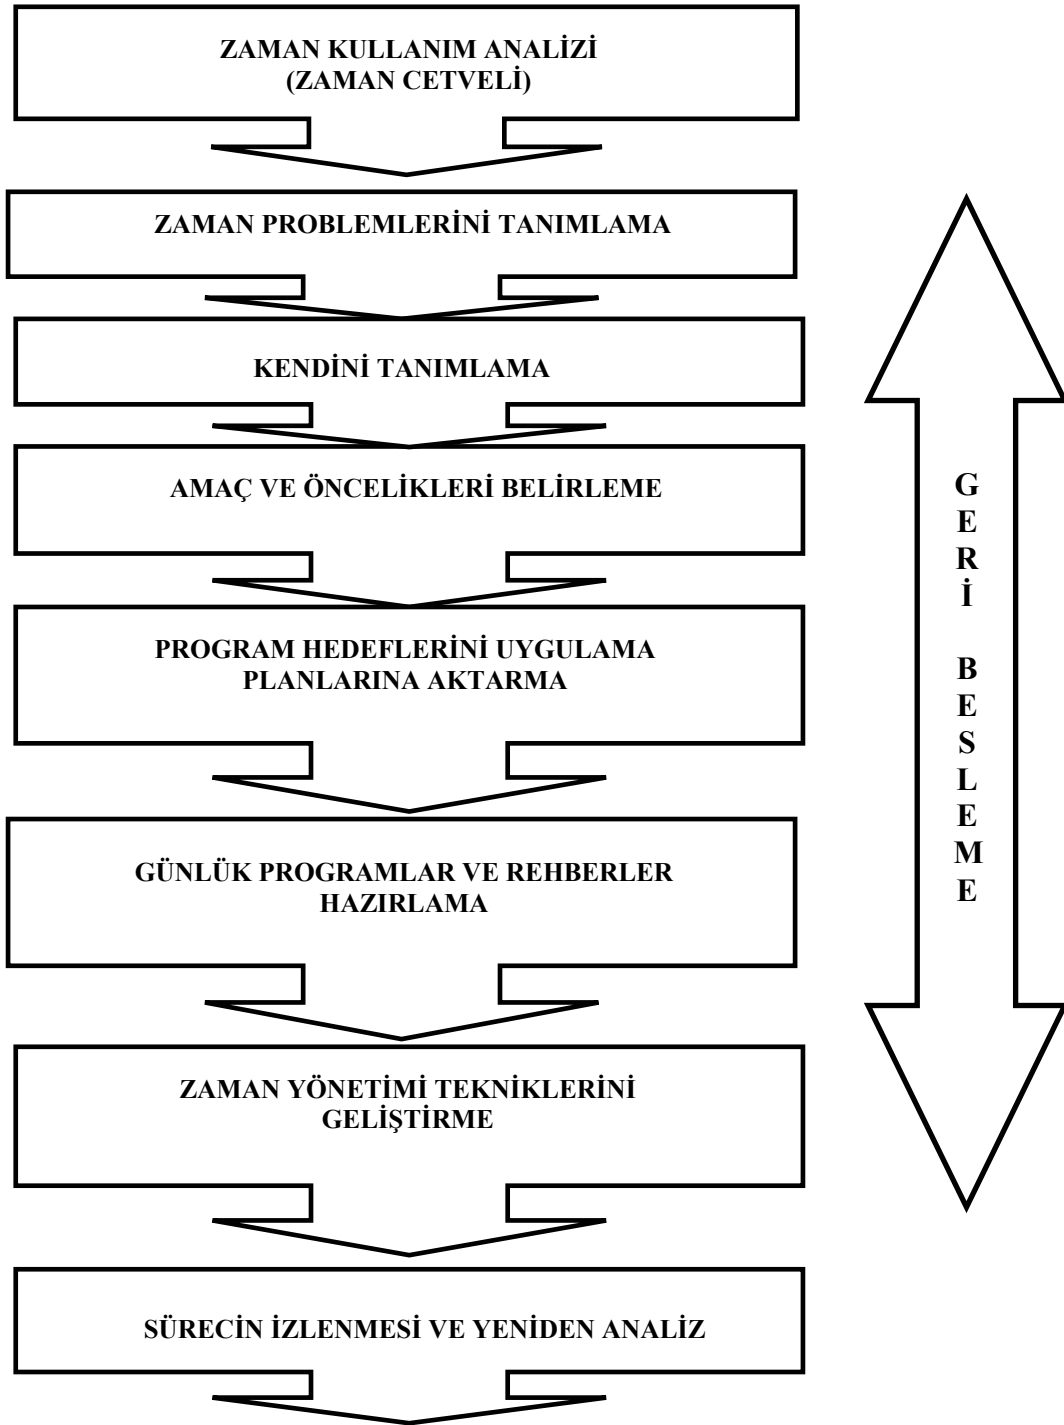 ZAMAN KULLANIM ANALİZİ
(ZAMAN CETVELİ)
ZAMAN PROBLEMLERİNİ TANIMLAMA
KENDİNİ TANIMLAMA
AMAÇ VE ÖNCELİKLERİ BELİRLEME
PROGRAM HEDEFLERİNİ UYGULAMA
PLANLARINA AKTARMA
GÜNLÜK PROGRAMLAR VE REHBERLER
HAZIRLAMA
ZAMAN YÖNETİMİ TEKNİKLERİNİ
GELİŞTİRME
SÜRECİN İZLENMESİ VE YENİDEN ANALİZ
GERİ BESLEME